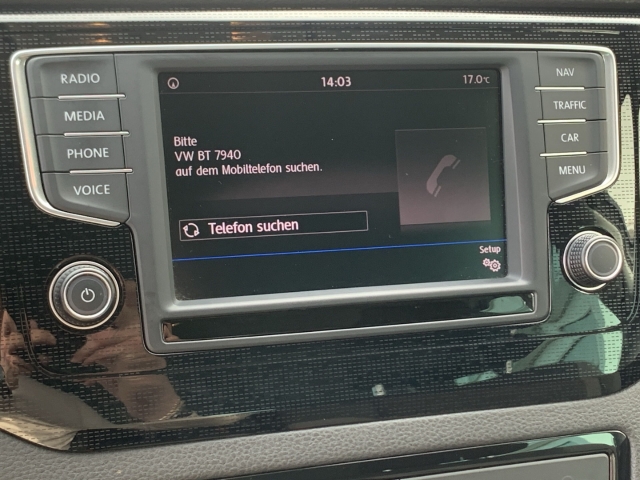 RADIO
MEDIA
PHONE
VOICE
14:03
17.0°C
Bitte
VW BT 7940
auf dem Mobiltelefon suchen.
Telefon suchen
Setup
NAV
TRAFFIC
CAR
MENU